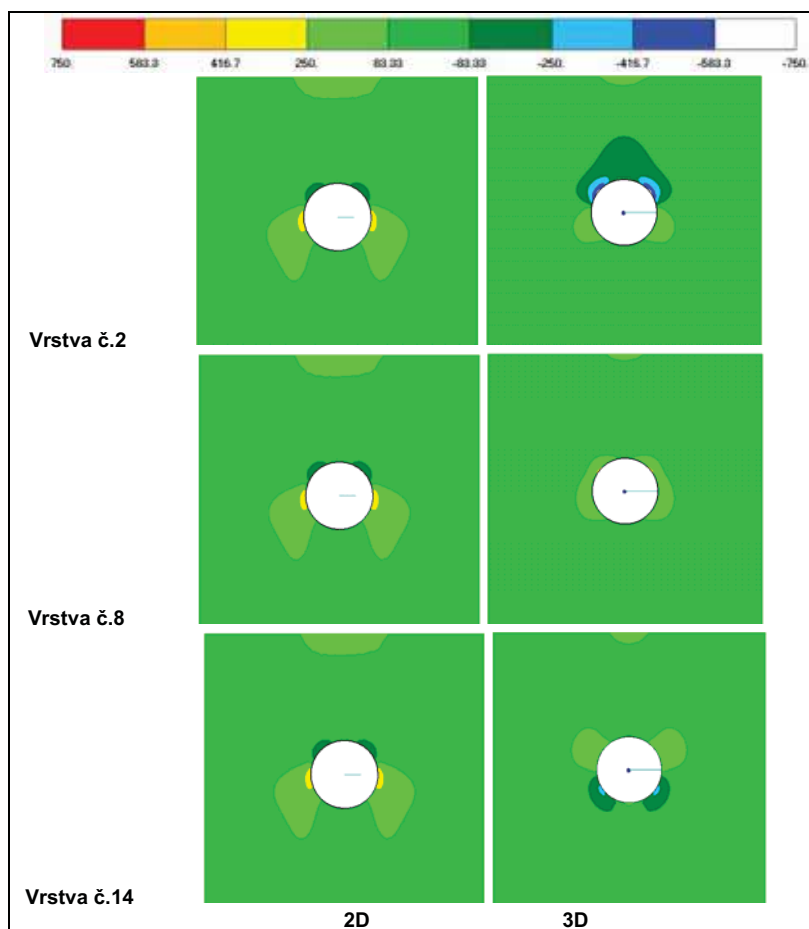 750. 583.3 416.7 250. 83.33 -83.33 -250. -416.7 -583.3 -750.
Vrstva č.2
Vrstva č.8
Vrstva č.14
2D 3D